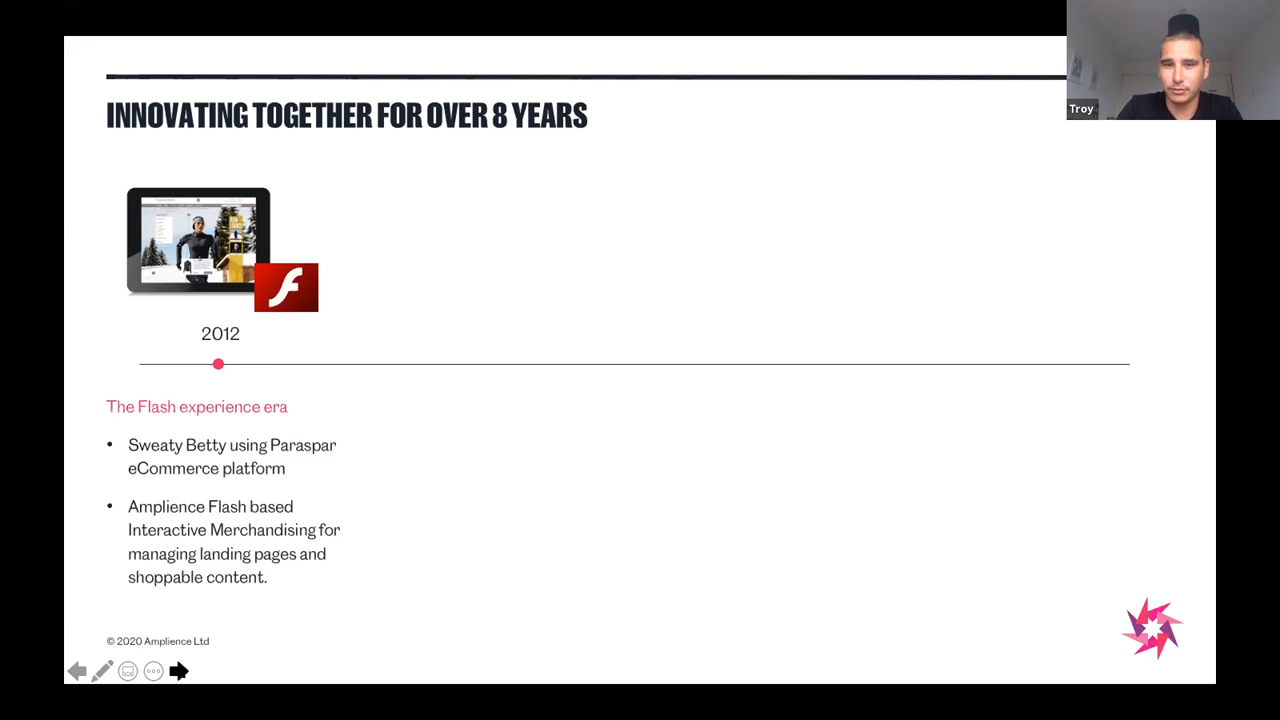 Troy
INNOVATING TOGETHER FOR OVER 8 YEARS
2012
The Flash experience era
• Sweaty Betty using Paraspar
eCommerce platform
• Amplience Flash based
Interactive Merchandising for
managing landing pages and
shoppable content.
© 2020 Amplience Ltd